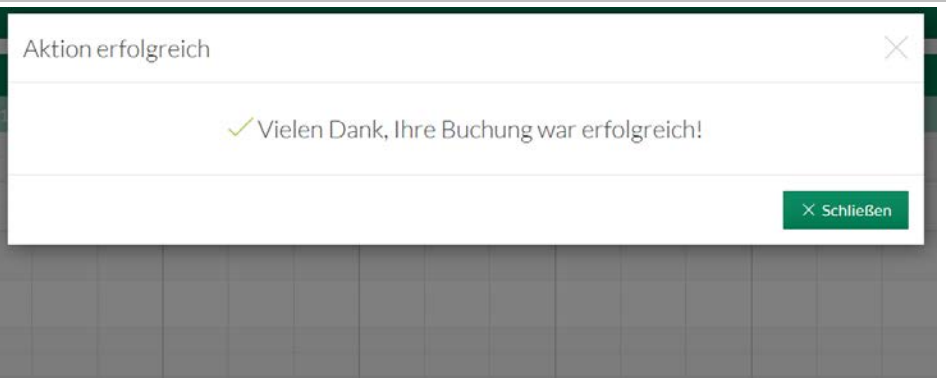 Aktion erfolgreich
Vielen Dank, Ihre Buchung war erfolgreich!
Schließen